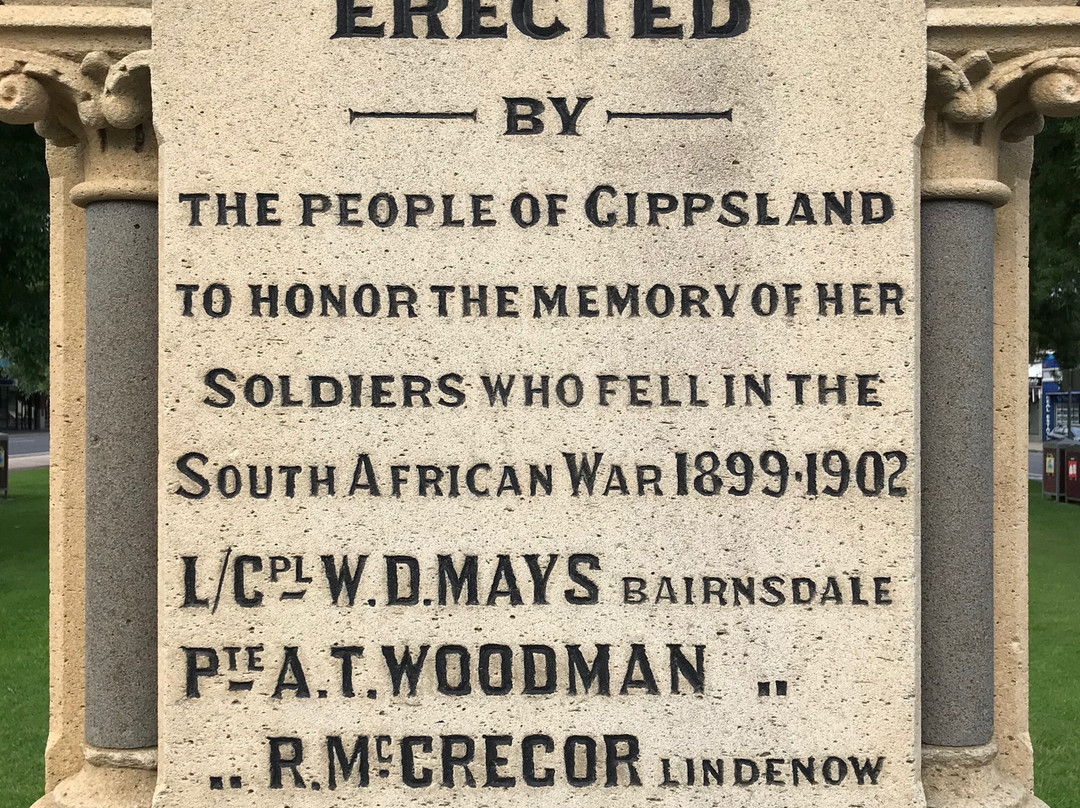 ERECTED
BY
THE PEOPLE OF GIPPSLAND
TO HONOR THE MEMORY OF HER
SOLDIERS WHO FELL IN THE
SOUTH AFRICAN WAR 1899·1902
L/CPL W.D.MAYS BAIRNSDALE
PTE A.T.WOODMAN ..
.. R.MCGREGOR LINDENOW